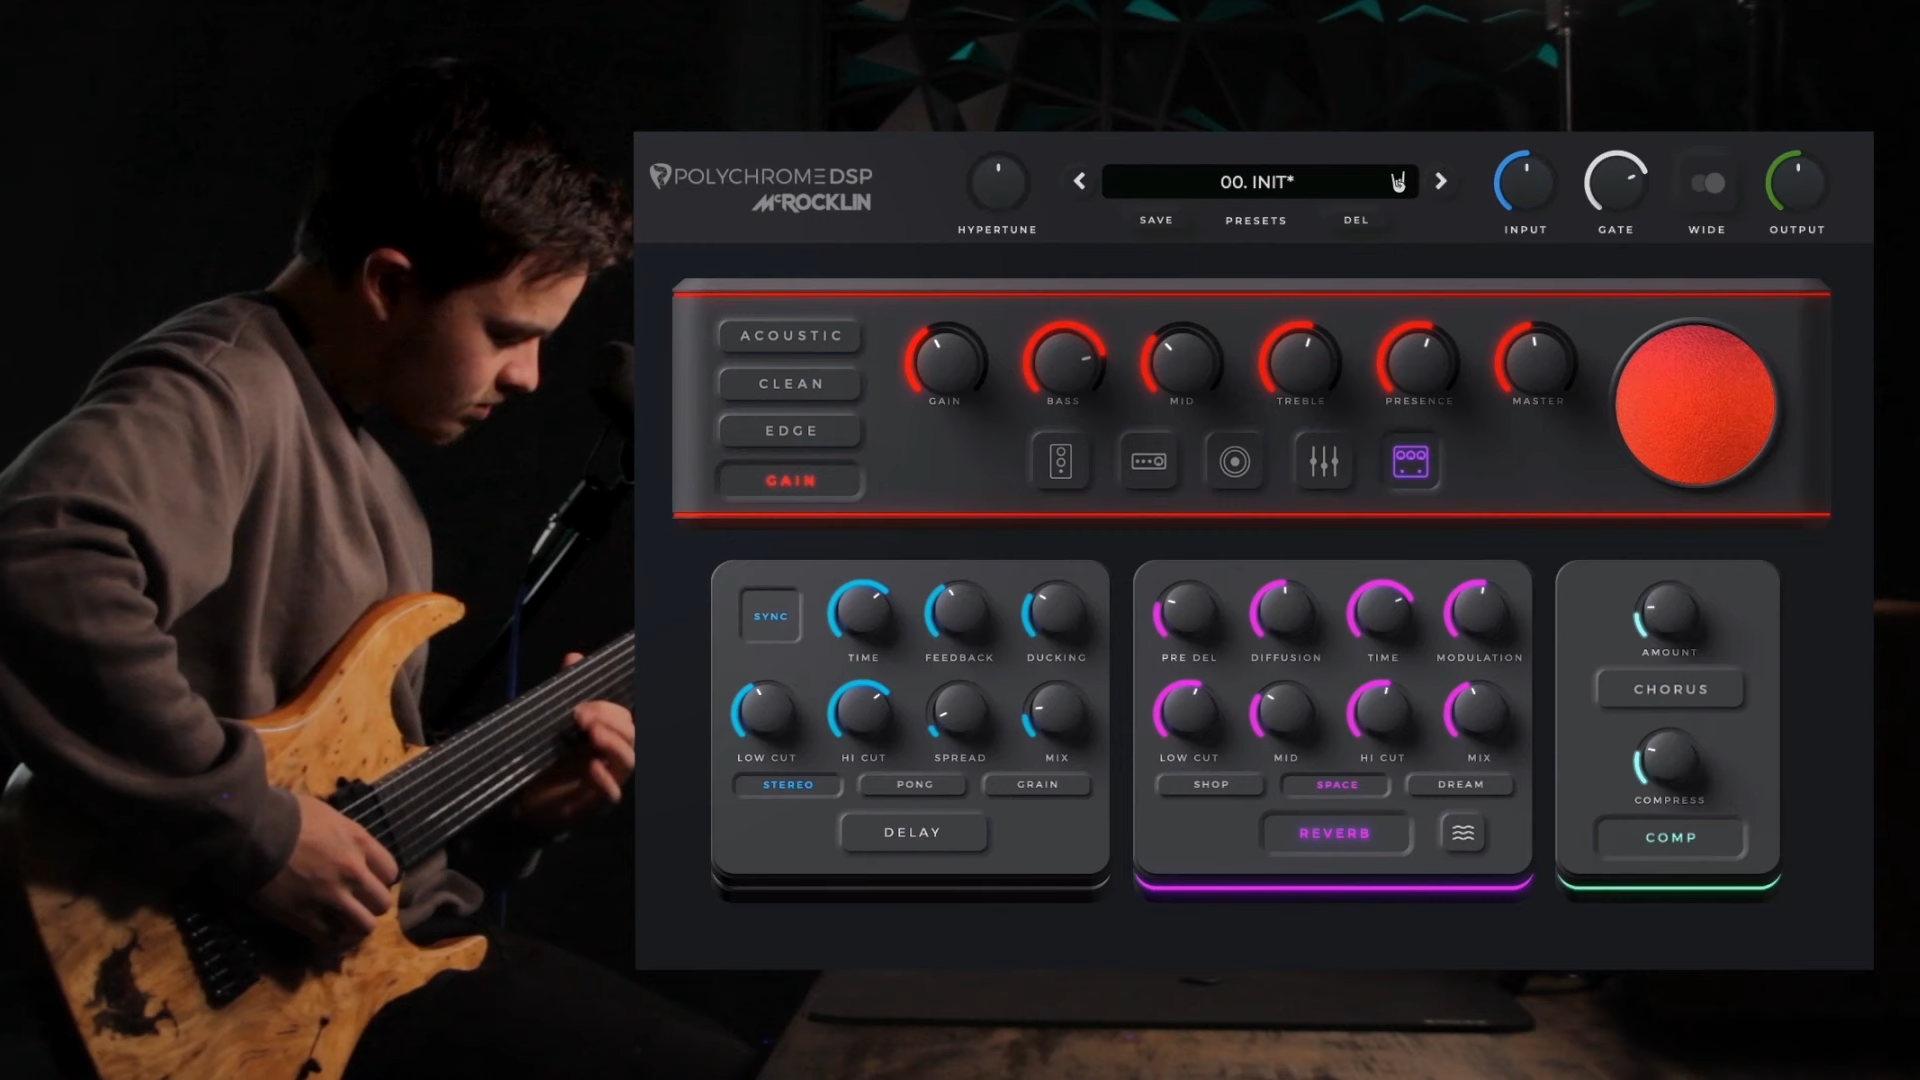 POLYCHROMEDSP
McROCKLIN
HYPERTUNE
00. INIT*
SAVE
PRESETS
DEL
INPUT
GATE
WIDE
OUTPUT
ACOUSTIC
CLEAN
EDGE
GAIN
GAIN
BASS
MID
TREBLE
PRESENCE
MASTER
SYNC
TIME
FEEDBACK
DUCKING
LOW CUT
HI CUT
SPREAD
MIX
STEREO
PONG
GRAIN
DELAY
PRE DEL
DIFFUSION
TIME
MODULATION
LOW CUT
MID
HI CUT
MIX
SHOP
SPACE
DREAM
REVERB
AMOUNT
CHORUS
COMPRESS
COMP